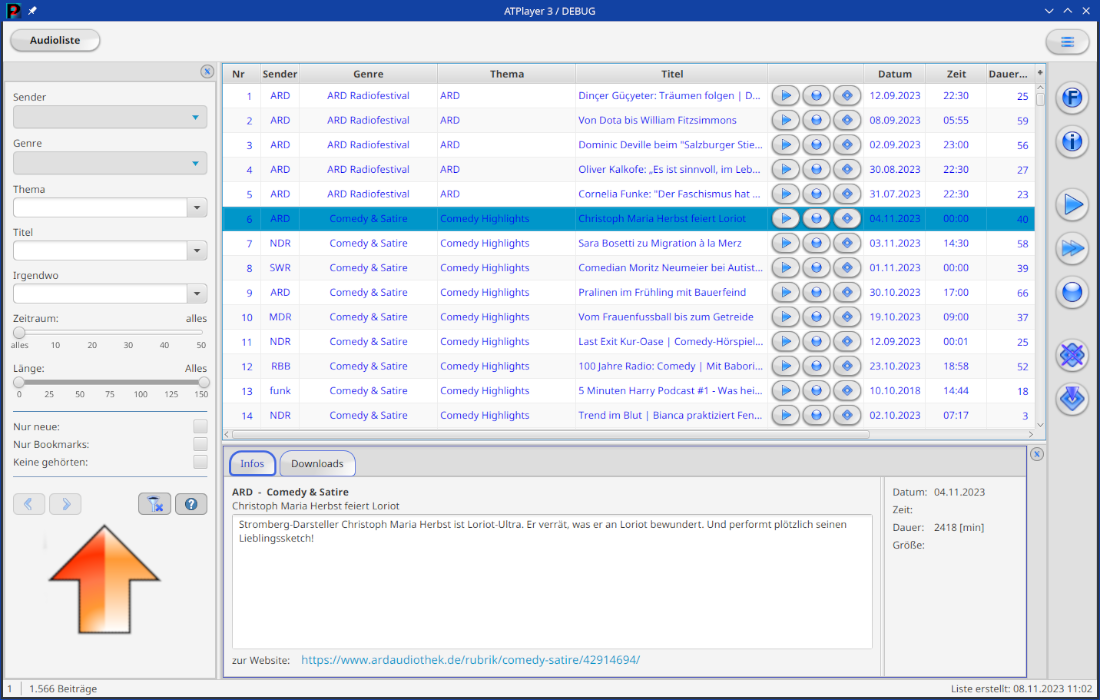 ATPlayer 3 / DEBUG
Audioliste
Sender
Genre
Thema
Titel
Irgendwo
Zeitraum: alles
alles 10 20 30 40 50
Länge: Alles
0 25 50 75 100 125 150
Nur neue:
Nur Bookmarks:
Keine gehörten:
Nr Sender Genre Thema Titel Datum Zeit Dauer... +
1 ARD ARD Radiofestival ARD Dinçer Güçyeter: Träumen folgen | D... 12.09.2023 22:30 25
2 ARD ARD Radiofestival ARD Von Dota bis William Fitzsimmons 08.09.2023 05:55 59
3 ARD ARD Radiofestival ARD Dominic Deville beim "Salzburger Stie... 02.09.2023 23:00 56
4 ARD ARD Radiofestival ARD Oliver Kalkofe: „Es ist sinnvoll, im Leb... 30.08.2023 22:30 27
5 ARD ARD Radiofestival ARD Cornelia Funke: "Der Faschismus hat ... 31.07.2023 22:30 23
6 ARD Comedy & Satire Comedy Highlights Christoph Maria Herbst feiert Loriot 04.11.2023 00:00 40
7 NDR Comedy & Satire Comedy Highlights Sara Bosetti zu Migration à la Merz 03.11.2023 14:30 58
8 SWR Comedy & Satire Comedy Highlights Comedian Moritz Neumeier bei Autist... 01.11.2023 00:00 39
9 ARD Comedy & Satire Comedy Highlights Pralinen im Frühling mit Bauerfeind 30.10.2023 17:00 66
10 MDR Comedy & Satire Comedy Highlights Vom Frauenfussball bis zum Getreide 19.10.2023 09:00 37
11 NDR Comedy & Satire Comedy Highlights Last Exit Kur-Oase | Comedy-Hörspiel... 12.09.2023 00:01 25
12 RBB Comedy & Satire Comedy Highlights 100 Jahre Radio: Comedy | Mit Babori... 23.10.2023 18:58 52
13 funk Comedy & Satire Comedy Highlights 5 Minuten Harry Podcast #1 - Was hei... 10.10.2018 14:44 18
14 NDR Comedy & Satire Comedy Highlights Trend im Blut | Bianca praktiziert Fen... 02.10.2023 07:17 3
Infos Downloads
ARD - Comedy & Satire
Christoph Maria Herbst feiert Loriot
Stromberg-Darsteller Christoph Maria Herbst ist Loriot-Ultra. Er verrät, was er an Loriot bewundert. Und performt plötzlich seinen
Lieblingssketch!
zur Website: https://www.ardaudiothek.de/rubrik/comedy-satire/42914694/
Datum: 04.11.2023
Zeit:
Dauer: 2418 [min]
Größe:
1 1.566 Beiträge
Liste erstellt: 08.11.2023 11:02